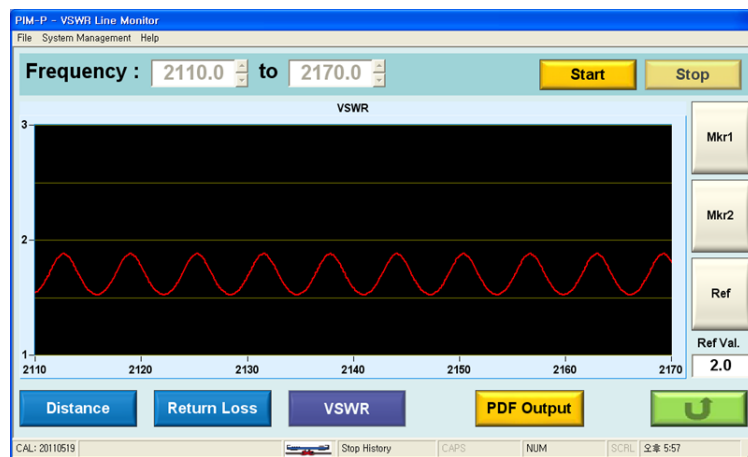 PIM-P - VSWR Line Monitor
File System Management Help
Frequency : 2110.0 to 2170.0 Start Stop
VSWR
3
2
1
2110 2120 2130 2140 2150 2160 2170
Mkr1
Mkr2
Ref
Ref Val.
2.0
Distance Return Loss VSWR PDF Output
CAL: 20110519 Stop History CAPS NUM SCRL 오후 5:57